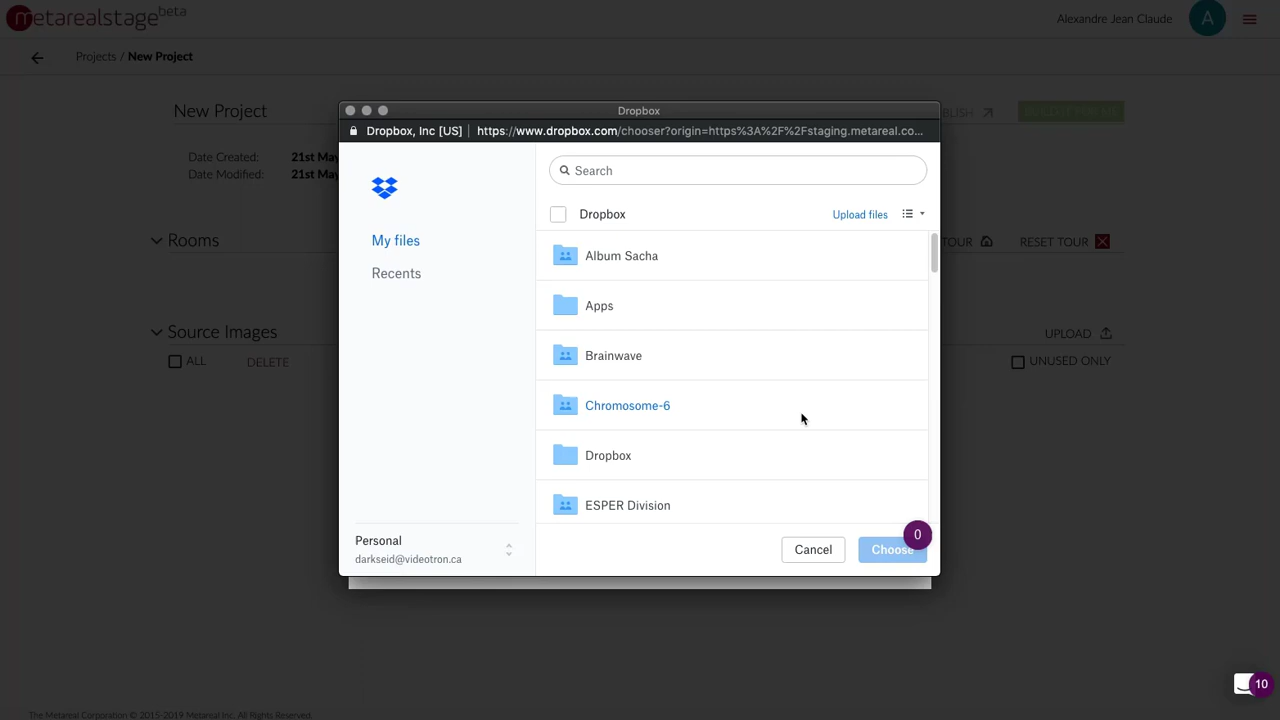 metarealstage beta
Alexandre Jean Claude
A
Projects / New Project
New Project
BLISH
Date Created: 21st May
Date Modified: 21st May
Rooms
TOUR
RESET TOUR
Source Images
UPLOAD
ALL
DELETE
UNUSED ONLY
Dropbox
Dropbox, Inc [US] | https://www.dropbox.com/chooser?origin=https%3A%2F%2Fstaging.metareal.co...
Search
Dropbox
Upload files
My files
Recents
Album Sacha
Apps
Brainwave
Chromosome-6
Dropbox
ESPER Division
Personal
darkseid@videotron.ca
Cancel
Choose
0
10
The Metareal Corporation © 2015-2019 Metareal Inc. All Rights Reserved.